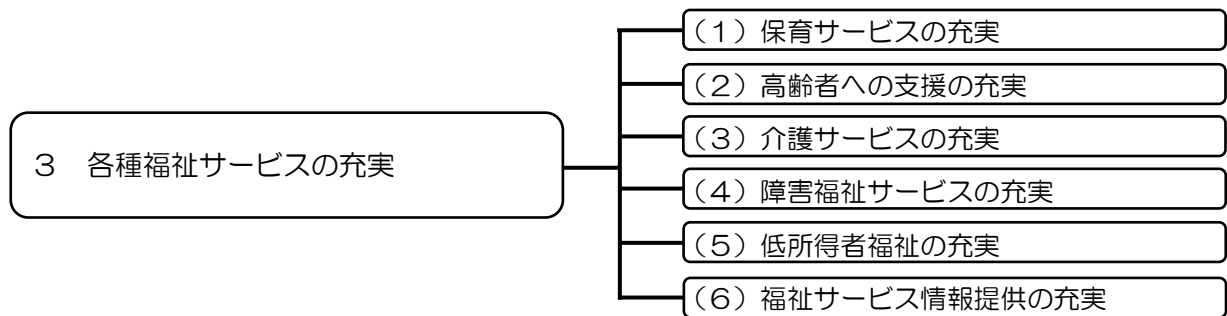 ３　各種福祉サービスの充実
（１）保育サービスの充実
（２）高齢者への支援の充実
（３）介護サービスの充実
（４）障害福祉サービスの充実
（５）低所得者福祉の充実
（６）福祉サービス情報提供の充実